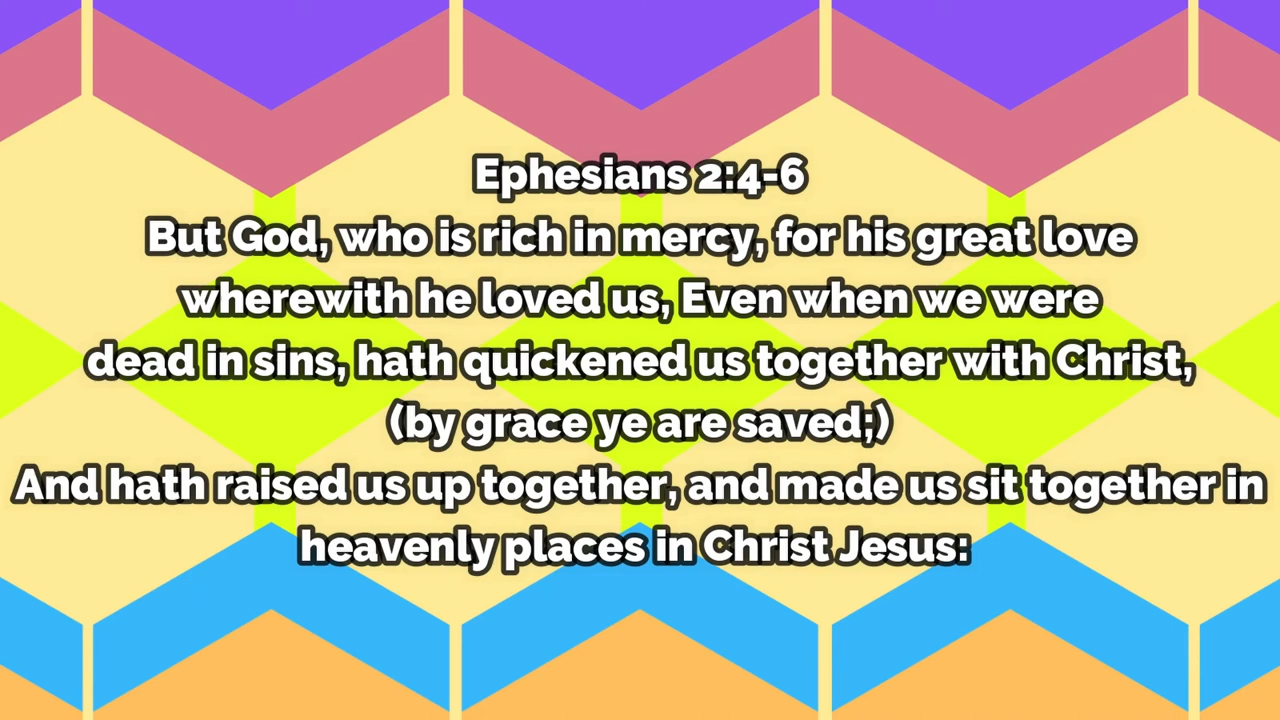 Ephesians 2:4-6
But God, who is rich in mercy, for his great love
wherewith he loved us, Even when we were
dead in sins, hath quickened us together with Christ,
(by grace ye are saved;)
And hath raised us up together, and made us sit together in
heavenly places in Christ Jesus: